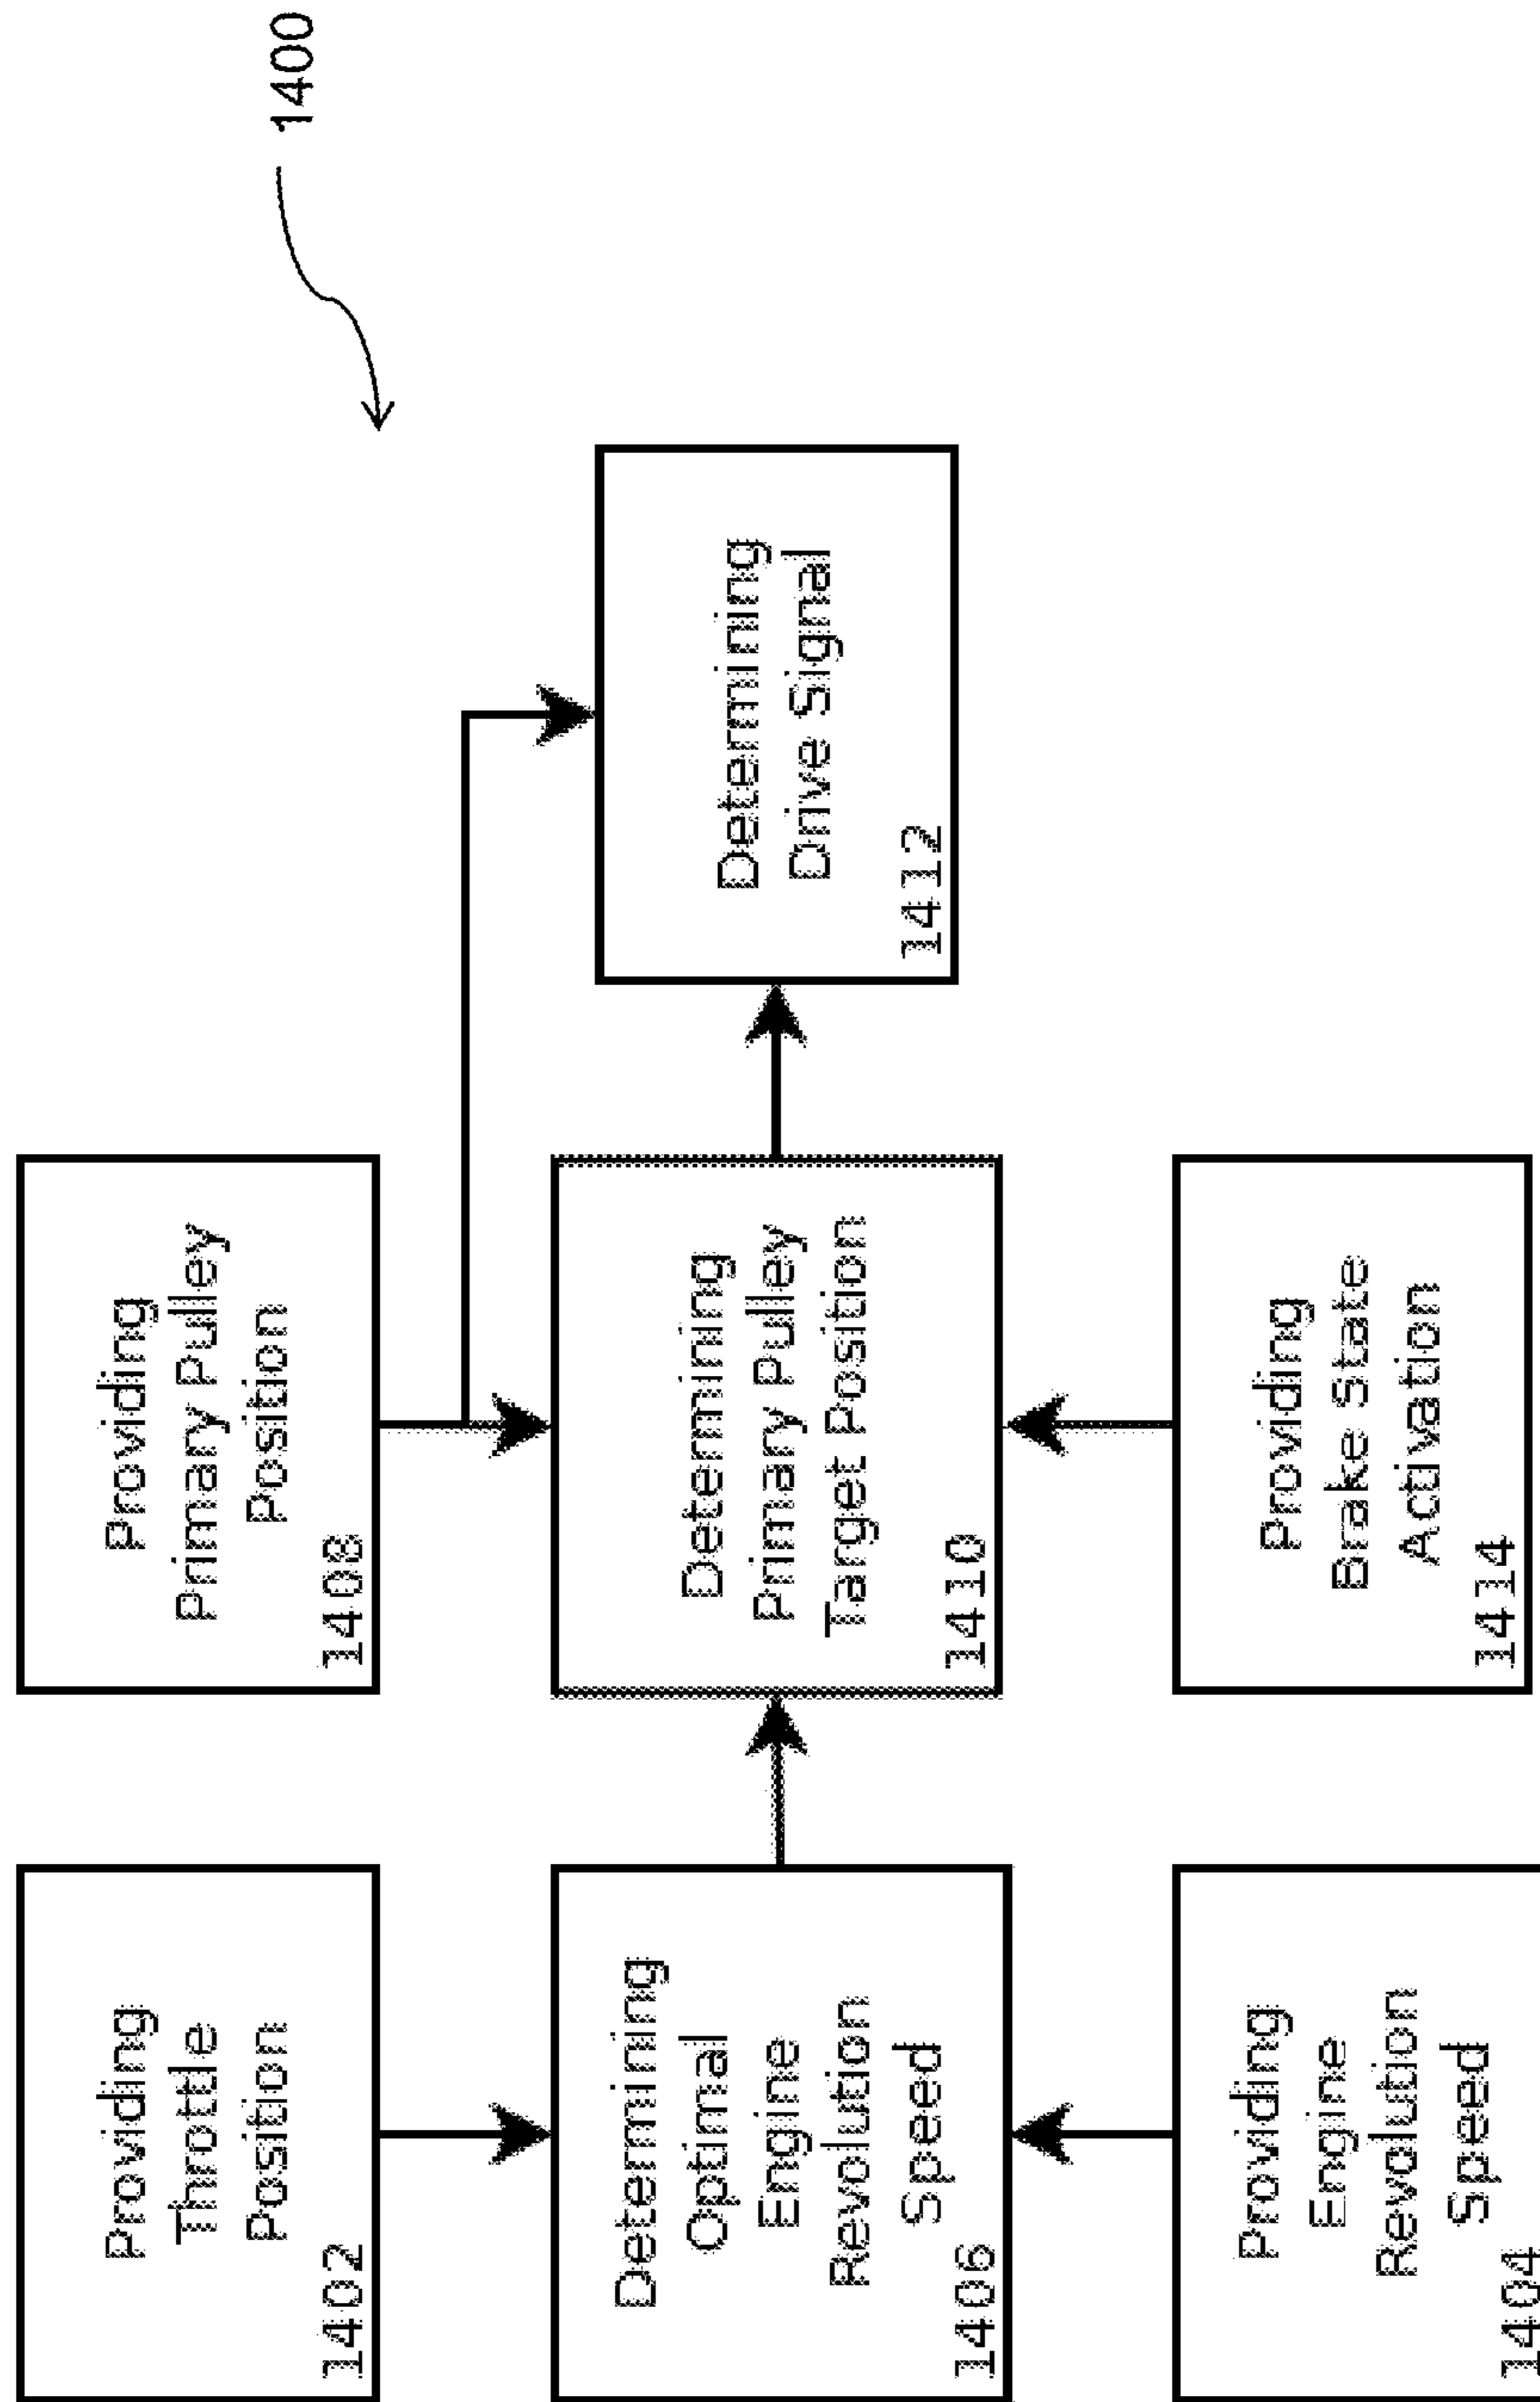 1400
Providing
Throttle
Position
1402
Providing
Primary Pulley
Position
1408
Determining
Optimal
Engine
Revolution
Speed
1406
Determining
Primary Pulley
Target Position
1410
Determining
Drive Signal
1412
Providing
Engine
Revolution
Speed
1404
Providing
Brake State
Activation
1414